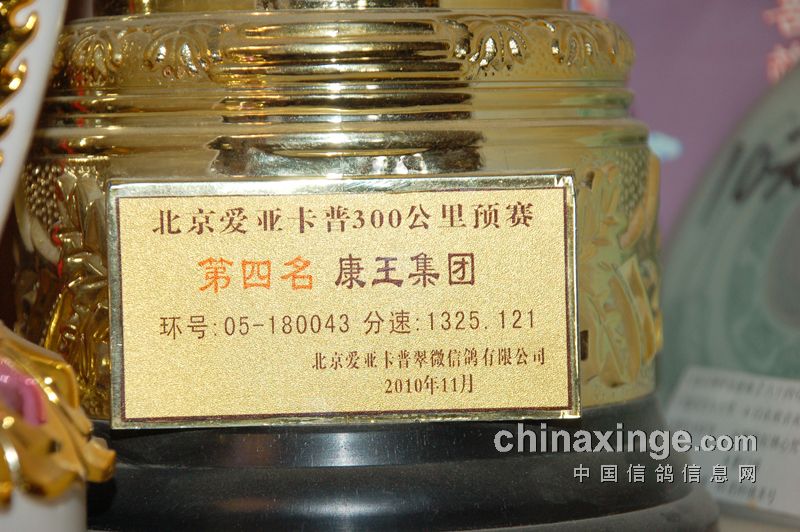 北京爱亚卡普300公里预赛
第四名 康王集团
环号:05-180043 分速:1325.121
北京爱亚卡普翠微信鸽有限公司
2010年11月
chinaxinge.com
中国信鸽信息网